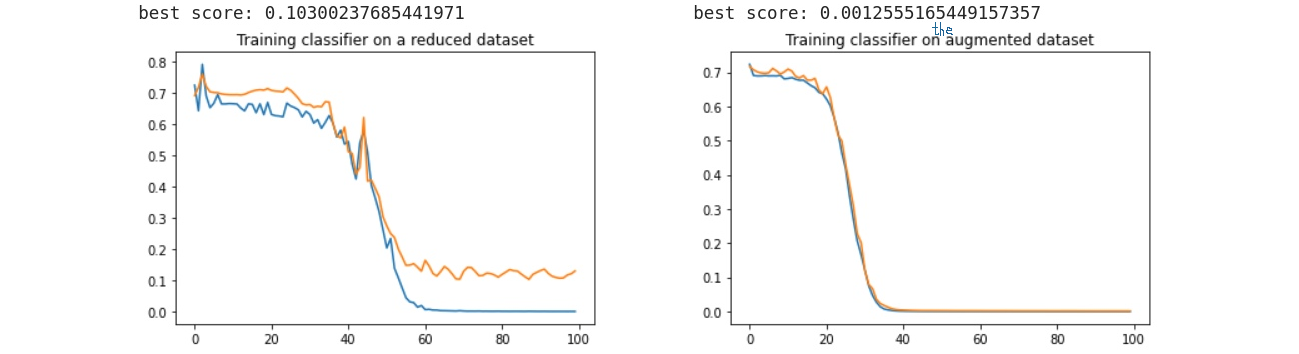 best score: 0.10300237685441971
best score: 0.0012555165449157357
Training classifier on a reduced dataset
the
Training classifier on augmented dataset
0.8
0.7
0.6
0.5
0.4
0.3
0.2
0.1
0.0
0 20 40 60 80 100
0.7
0.6
0.5
0.4
0.3
0.2
0.1
0.0
0 20 40 60 80 100